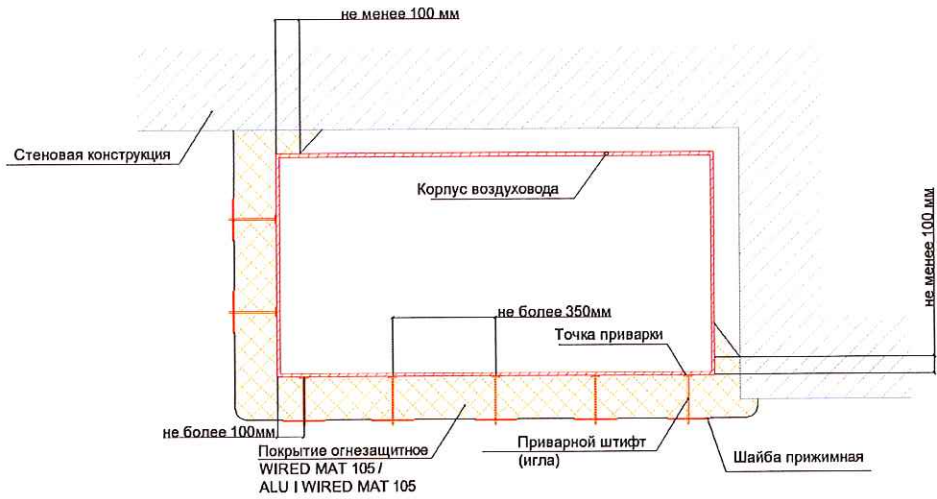 не менее 100 мм
Стеновая конструкция
Корпус воздуховода
не менее 100 мм
не более 350мм
Точка приварки
не более 100мм
Покрытие огнезащитное
WIRED MAT 105 /
ALU I WIRED MAT 105
Приварной штифт
(игла)
Шайба прижимная